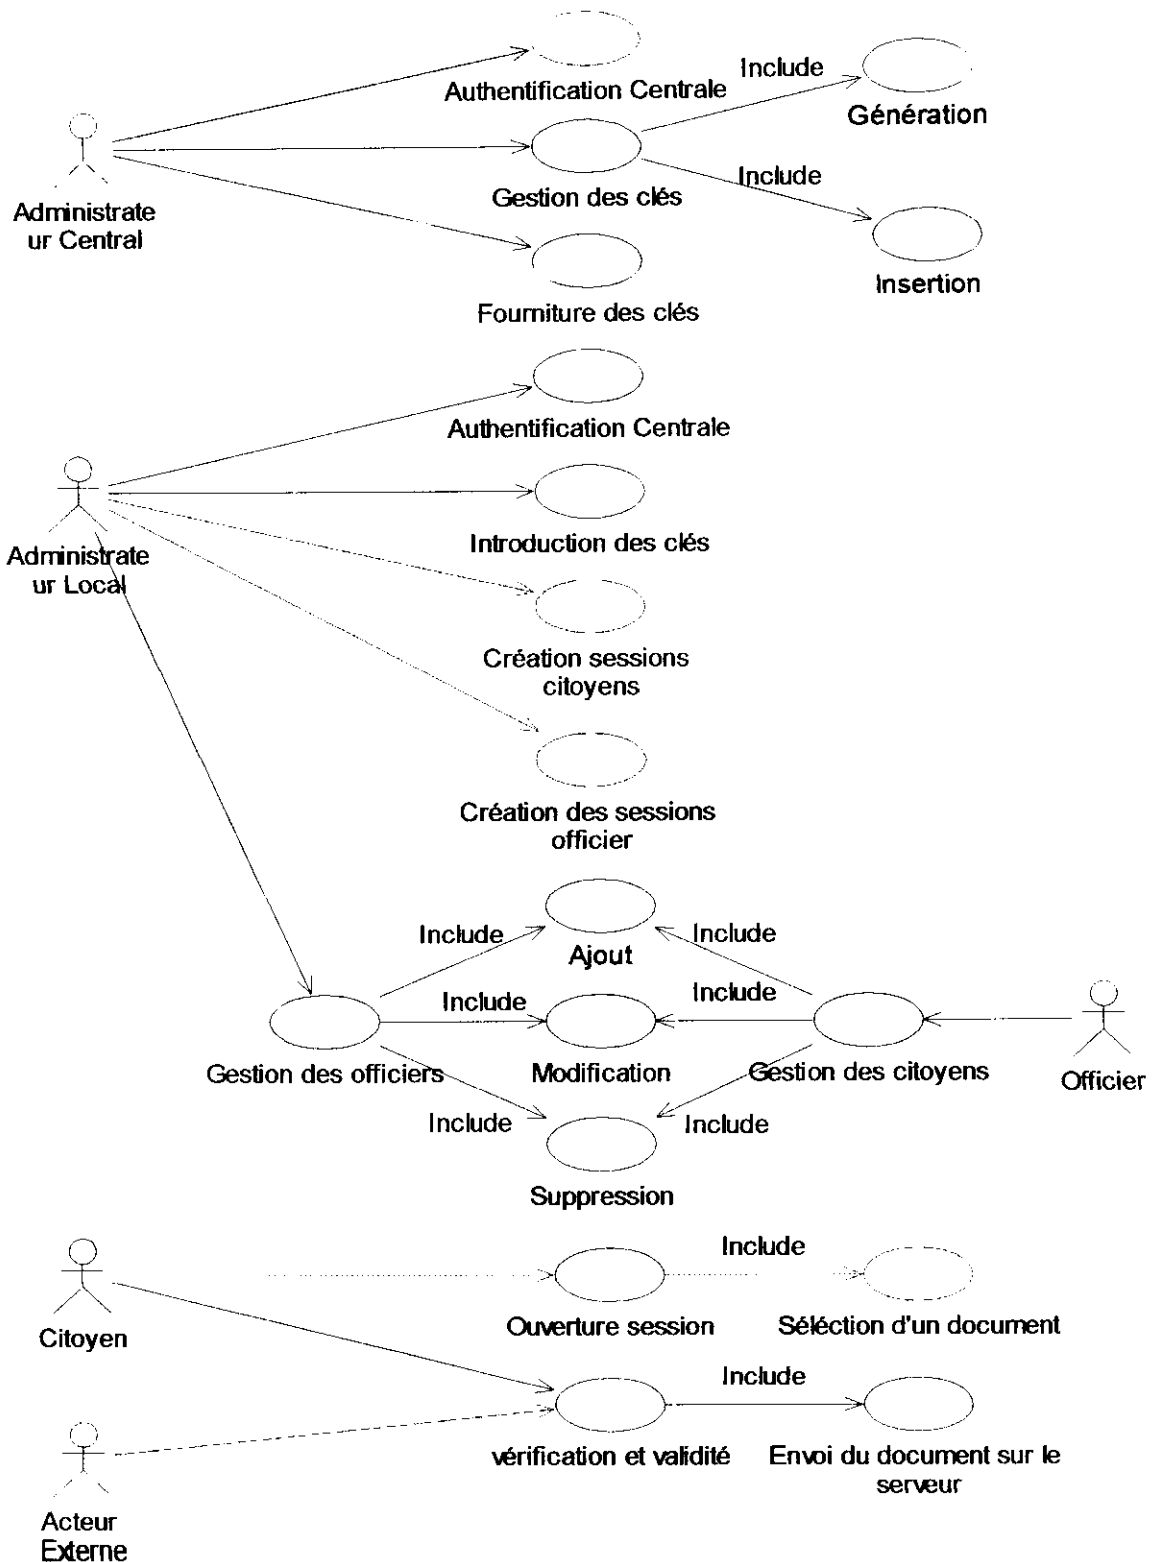 Include
Authentification Centrale
Génération
Gestion des clés
Include
Administrate
ur Central
Insertion
Fourniture des clés
Authentification Centrale
Introduction des clés
Administrate
ur Local
Création sessions
citoyens
Création des sessions
officier
Include
Include
Ajout
Include
Include
Gestion des officiers
Modification
Gestion des citoyens
Officier
Include
Include
Suppression
Include
Citoyen
Ouverture session
Séléction d'un document
Include
vérification et validité
Envoi du document sur le
serveur
Acteur
Externe